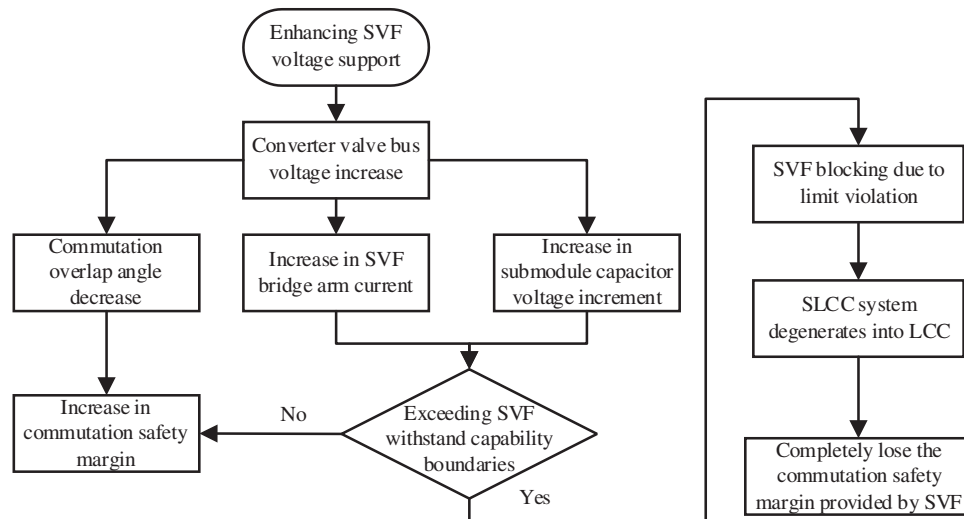 Enhancing SVF
voltage support
Converter valve bus
voltage increase
Commutation
overlap angle
decrease
Increase in SVF
bridge arm current
Increase in
submodule capacitor
voltage increment
Increase in
commutation safety
margin
No
Exceeding SVF
withstand capability
boundaries
Yes
SVF blocking due to
limit violation
SLCC system
degenerates into LCC
Completely lose the
commutation safety
margin provided by SVF